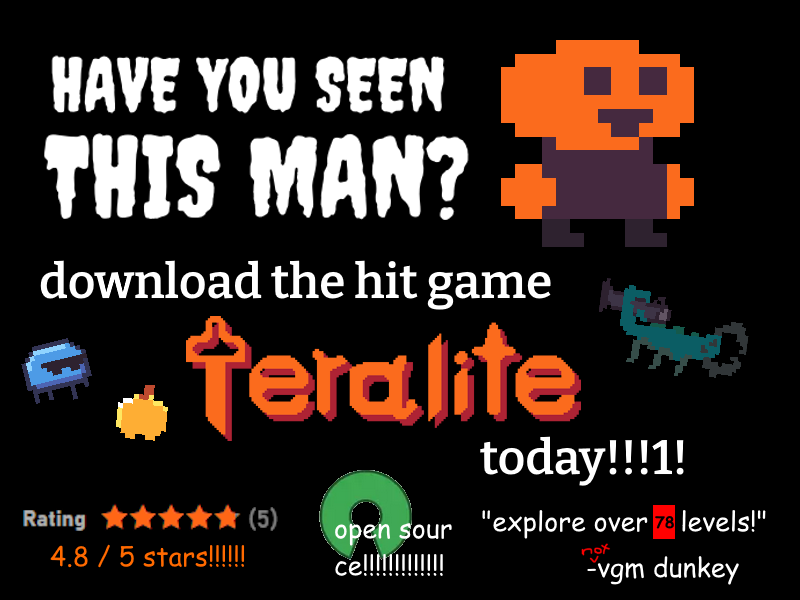 HAVE YOU SEEN
THIS MAN?
download the hit game
Teralite
today!!!1!
Rating (5)
4.8 / 5 stars!!!!!!
open sour
ce!!!!!!!!!!!!!
"explore over 78 levels!"
not
-vgm dunkey